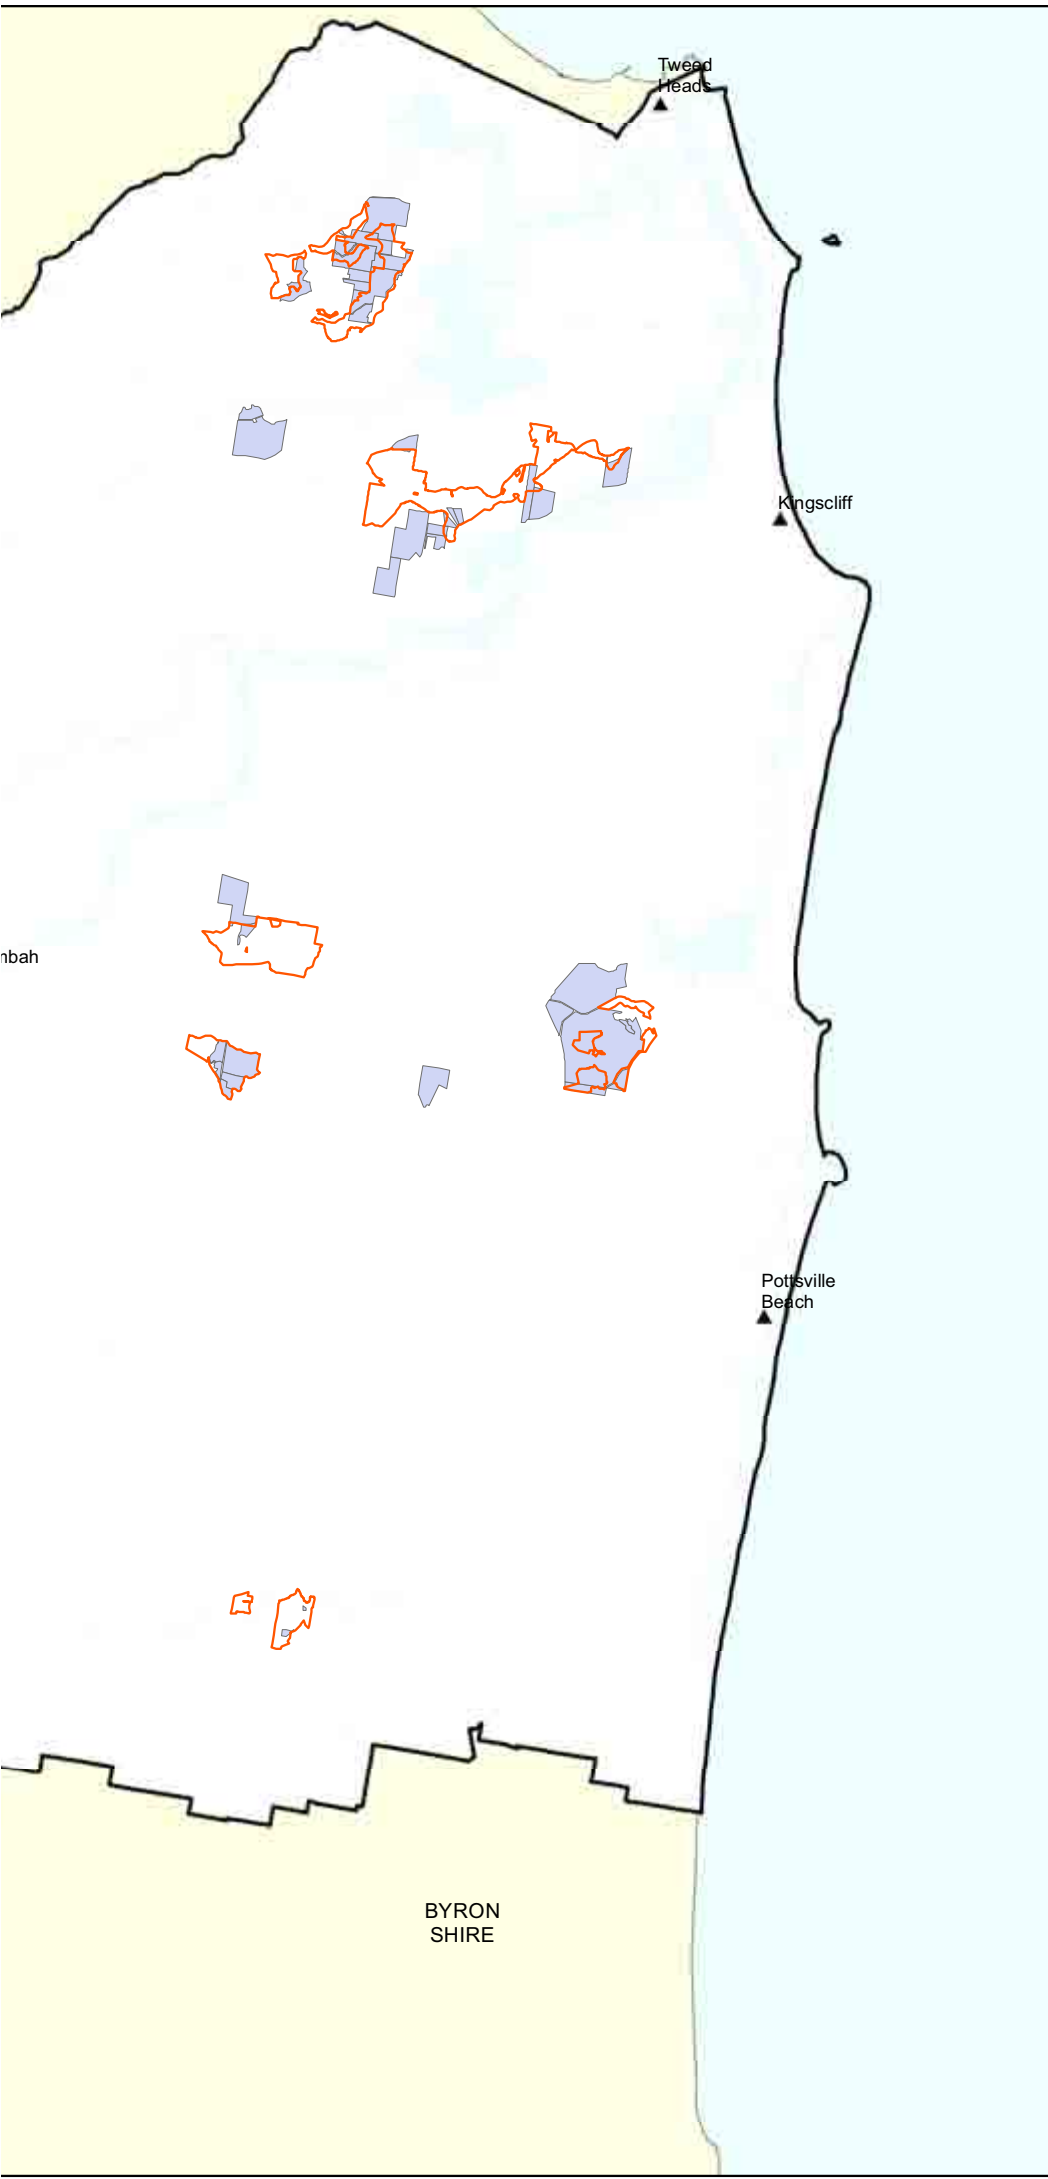 Tweed
Heads
Kingscliff
nbah
Pottsville
Beach
BYRON
SHIRE